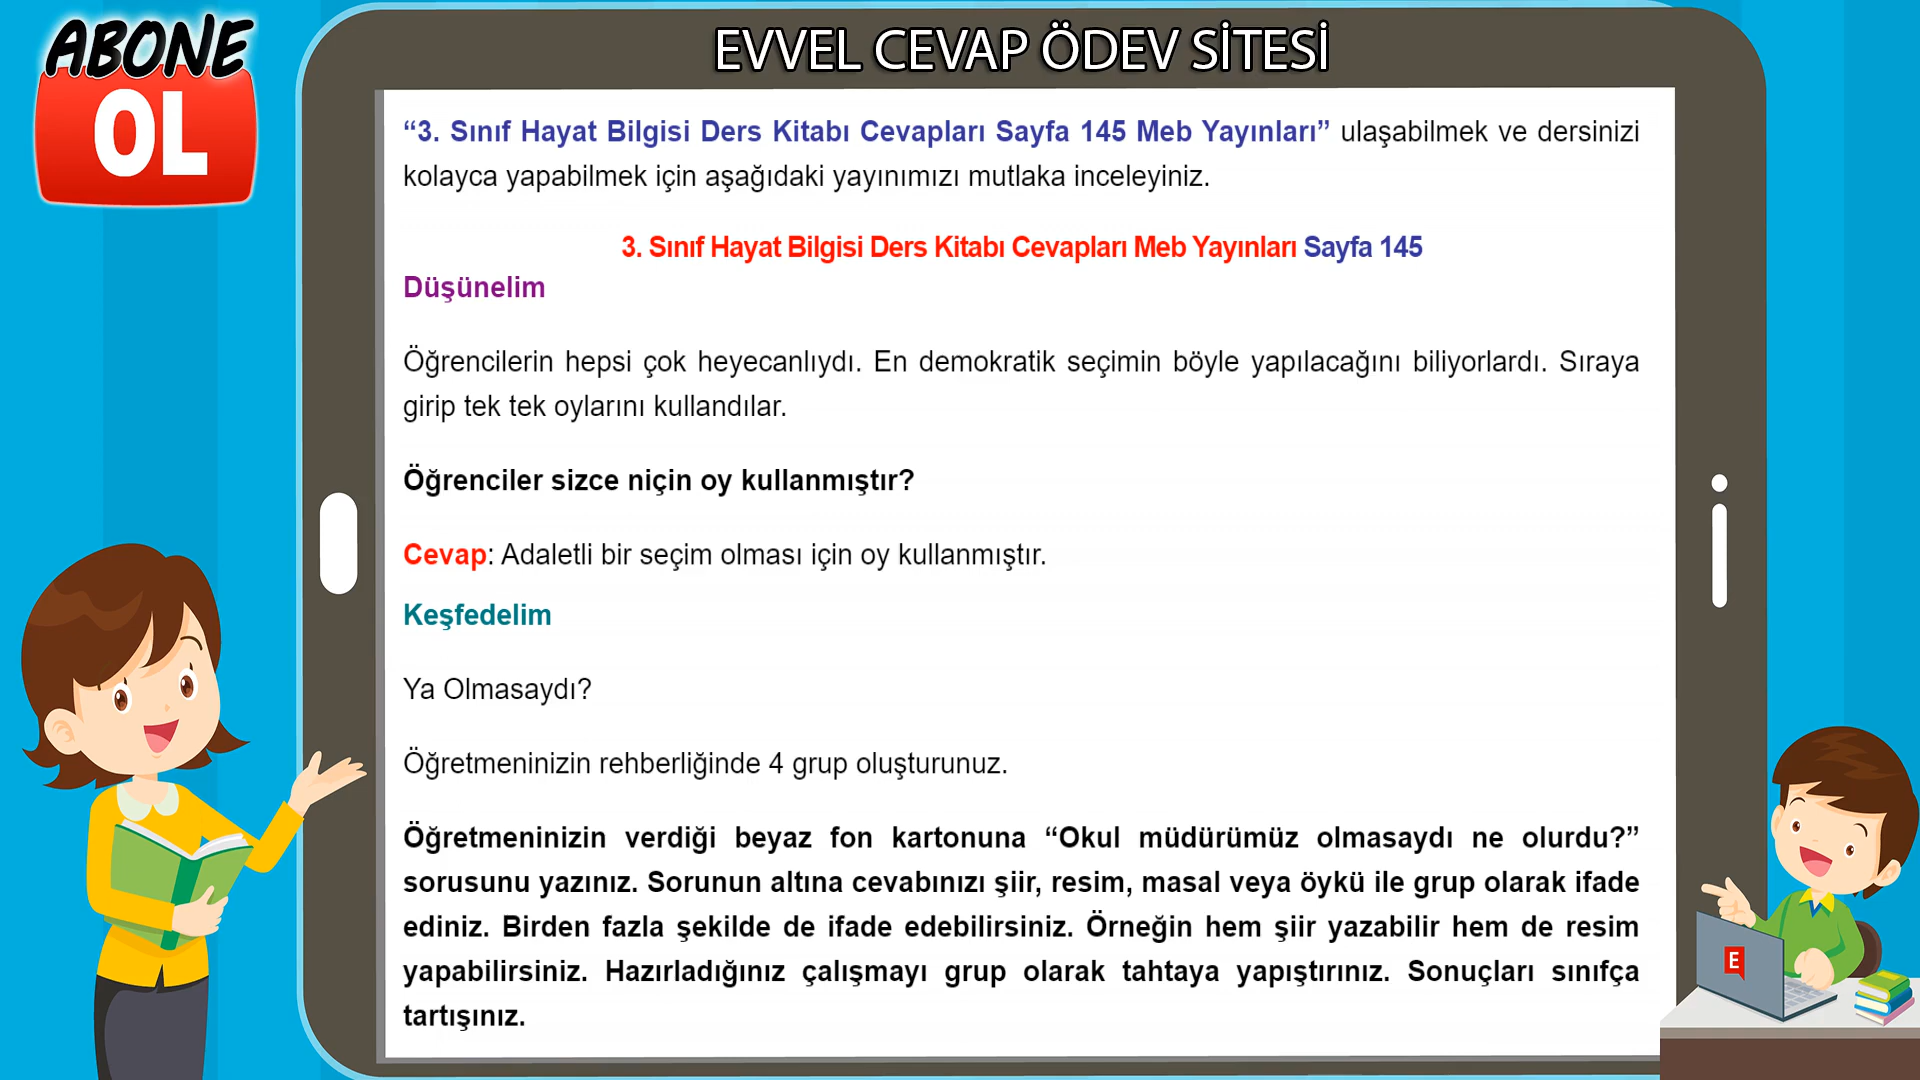 ABONE
OL
EVVEL CEVAP ÖDEV SİTESİ
“3. Sınıf Hayat Bilgisi Ders Kitabı Cevapları Sayfa 145 Meb Yayınları” ulaşabilmek ve dersinizi
kolayca yapabilmek için aşağıdaki yayınımızı mutlaka inceleyiniz.
3. Sınıf Hayat Bilgisi Ders Kitabı Cevapları Meb Yayınları Sayfa 145
Düşünelim
Öğrencilerin hepsi çok heyecanlıydı. En demokratik seçimin böyle yapılacağını biliyorlardı. Sıraya
girip tek tek oylarını kullandılar.
Öğrenciler sizce niçin oy kullanmıştır?
Cevap: Adaletli bir seçim olması için oy kullanmıştır.
Keşfedelim
Ya Olmasaydı?
Öğretmeninizin rehberliğinde 4 grup oluşturunuz.
Öğretmeninizin verdiği beyaz fon kartonuna “Okul müdürümüz olmasaydı ne olurdu?”
sorusunu yazınız. Sorunun altına cevabınızı şiir, resim, masal veya öykü ile grup olarak ifade
ediniz. Birden fazla şekilde de ifade edebilirsiniz. Örneğin hem şiir yazabilir hem de resim
yapabilirsiniz. Hazırladığınız çalışmayı grup olarak tahtaya yapıştırınız. Sonuçları sınıfça
tartışınız.
E